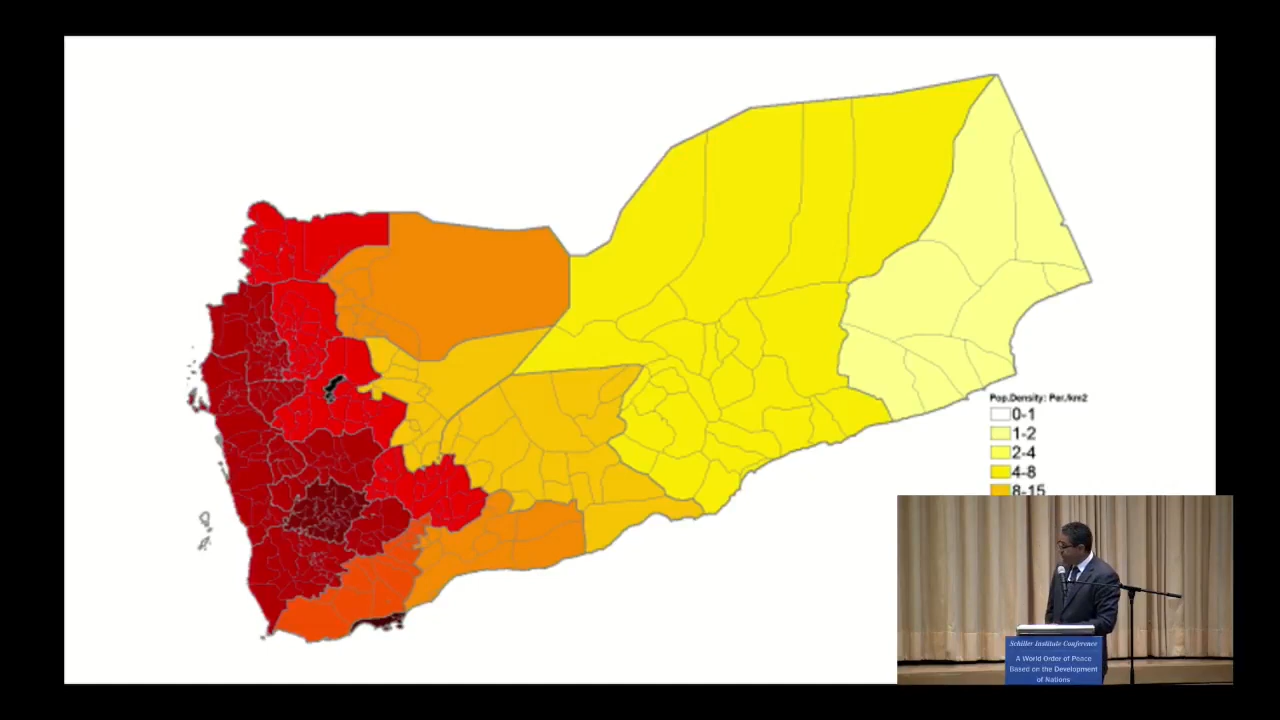 Pop.Density: Per./km2
0-1
1-2
2-4
4-8
8-15
Schiller Institute Conference
A World Order of Peace
Based on the Development
of Nations